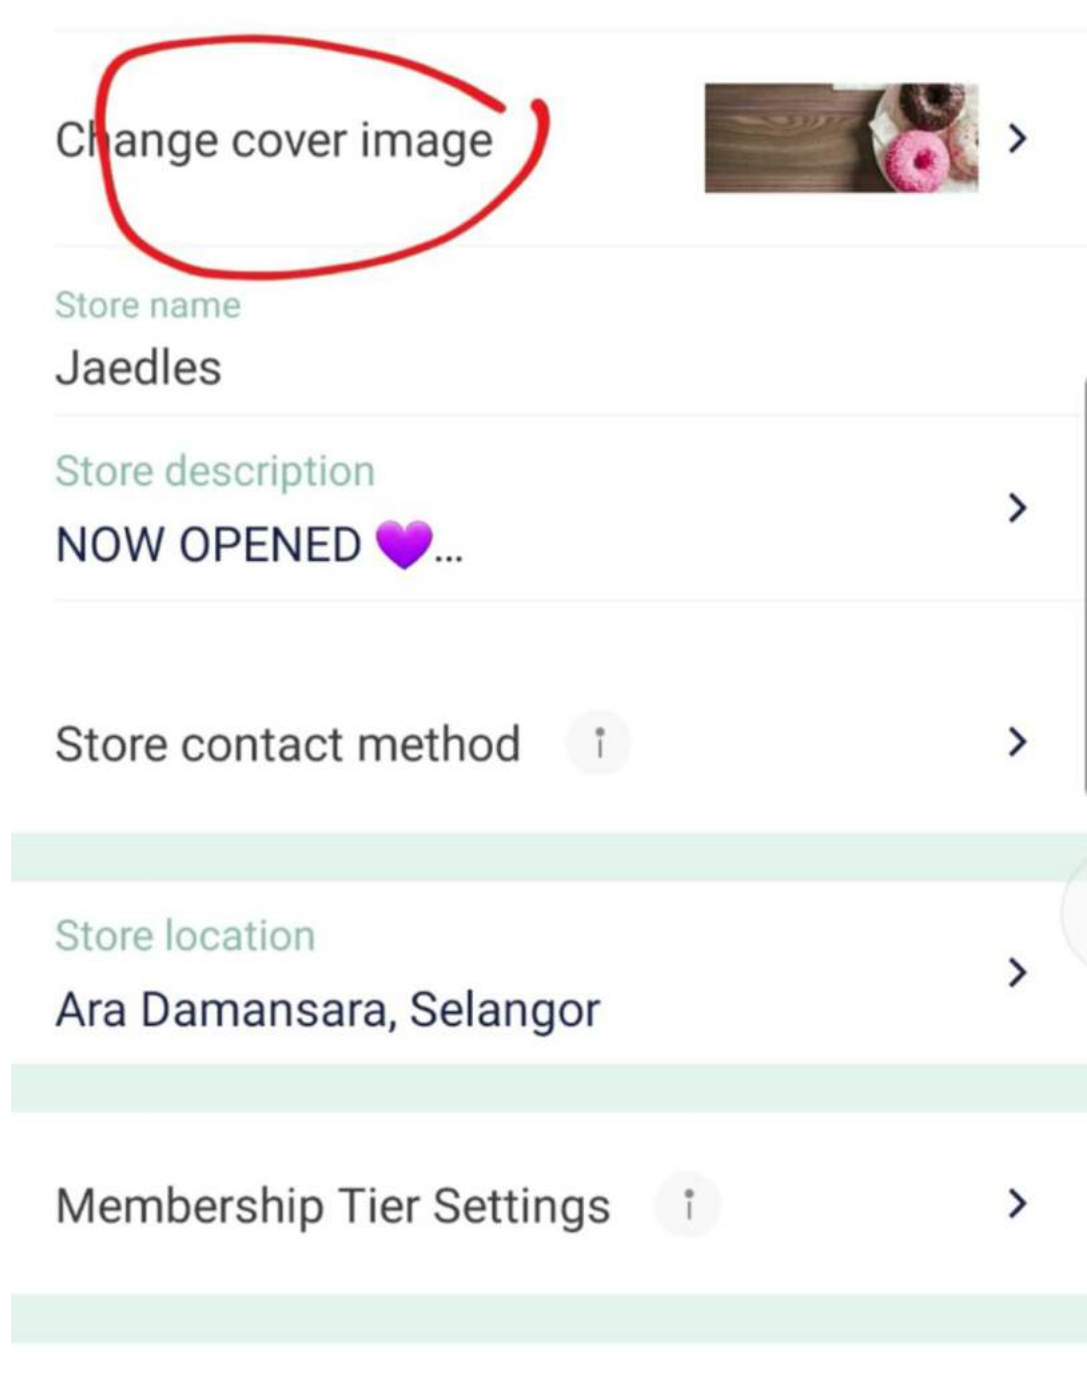 Change cover image
Store name
Jaedles
Store description
NOW OPENED 💜...
Store contact method i
Store location
Ara Damansara, Selangor
Membership Tier Settings i